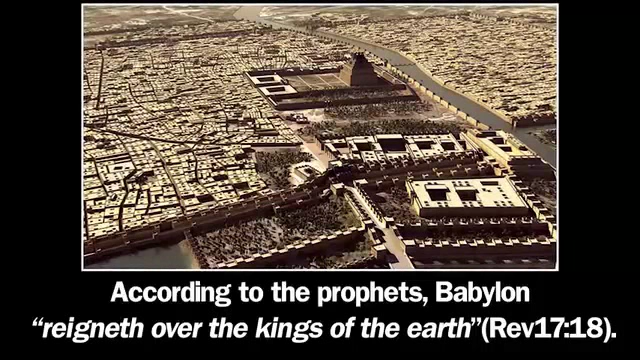 According to the prophets, Babylon
“reigneth over the kings of the earth”(Rev17:18).